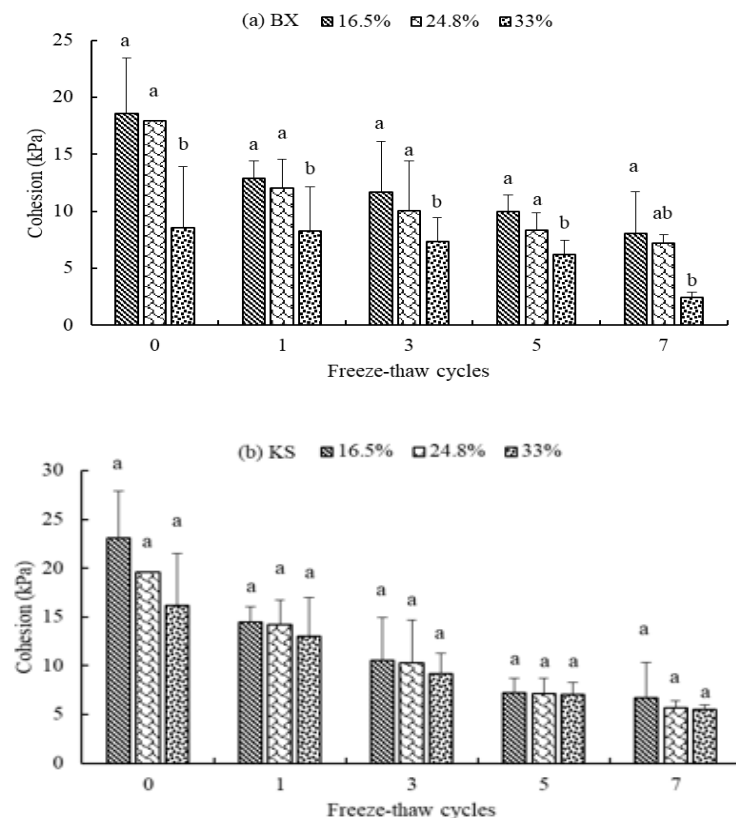 (a) BX 16.5% 24.8% 33%
25
20
15
10
5
0
Cohesion (kPa)
a a b
a a b
a a b
a a b
a ab b
0 1 3 5 7
Freeze-thaw cycles
(b) KS 16.5% 24.8% 33%
30
25
20
15
10
5
0
Cohesion (kPa)
a a a
a a a
a a a
a a a
a a a
0 1 3 5 7
Freeze-thaw cycles